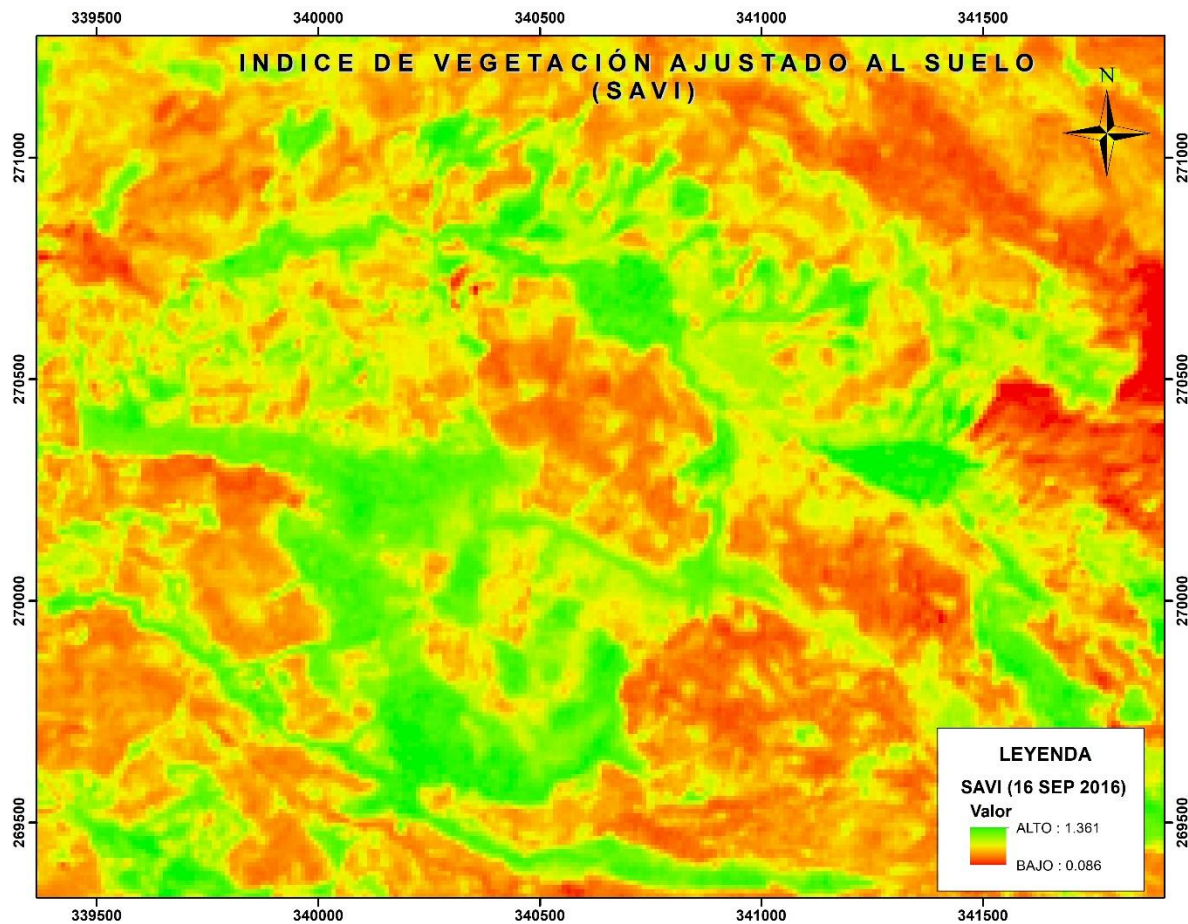 339500 340000 340500 341000 341500
INDICE DE VEGETACIÓN AJUSTADO AL SUELO
(SAVI)
N
271000 271000
270500 270500
270000 270000
LEYENDA
SAVI (16 SEP 2016)
Valor
ALTO : 1.361
BAJO : 0.086
269500 269500
339500 340000 340500 341000 341500